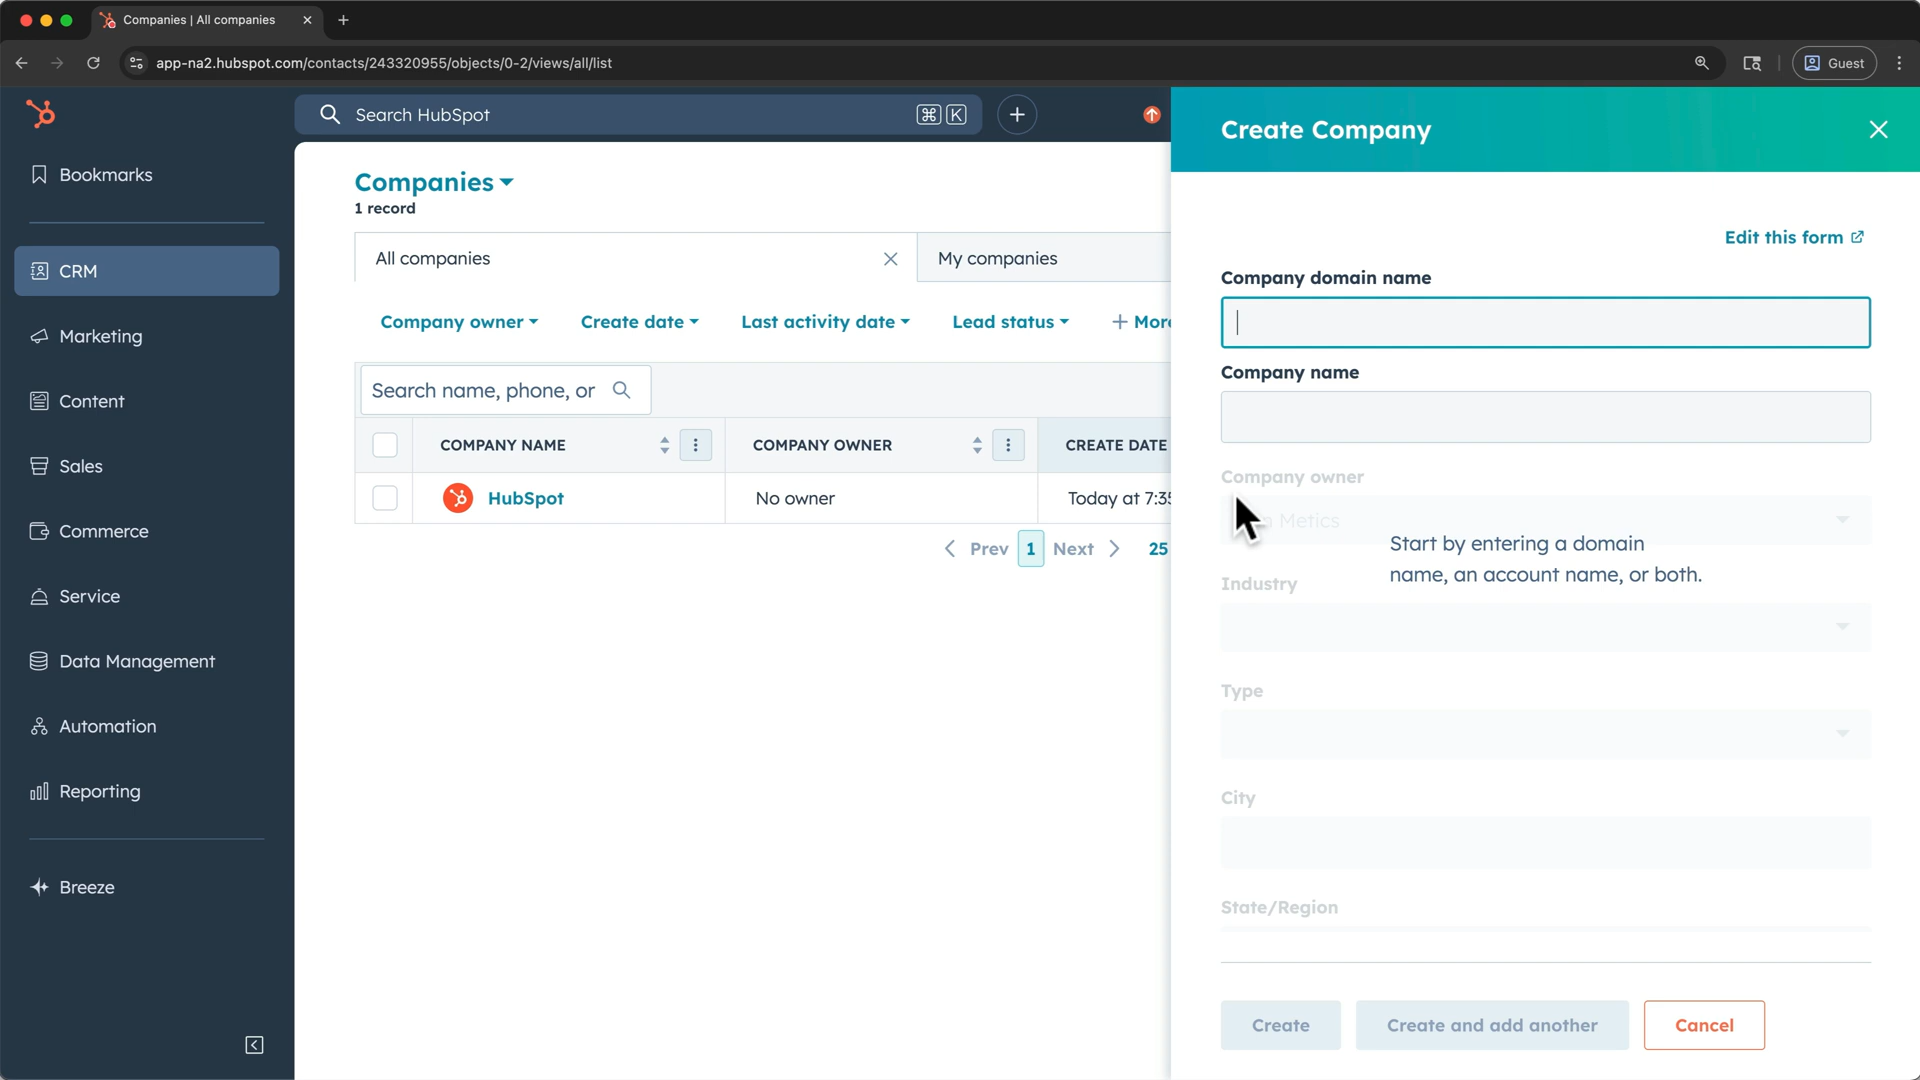 Companies | All companies
app-na2.hubspot.com/contacts/243320955/objects/0-2/views/all/list
Guest
Search HubSpot
⌘ K
Bookmarks
CRM
Marketing
Content
Sales
Commerce
Service
Data Management
Automation
Reporting
Breeze
Companies
1 record
All companies
My companies
Company owner
Create date
Last activity date
Lead status
+ More
Search name, phone, or
COMPANY NAME
COMPANY OWNER
CREATE DATE
HubSpot
No owner
Today at 7:35
Prev
1
Next
25
Create Company
Edit this form
Company domain name
Company name
Company owner
Metics
Start by entering a domain
name, an account name, or both.
Industry
Type
City
State/Region
Create
Create and add another
Cancel